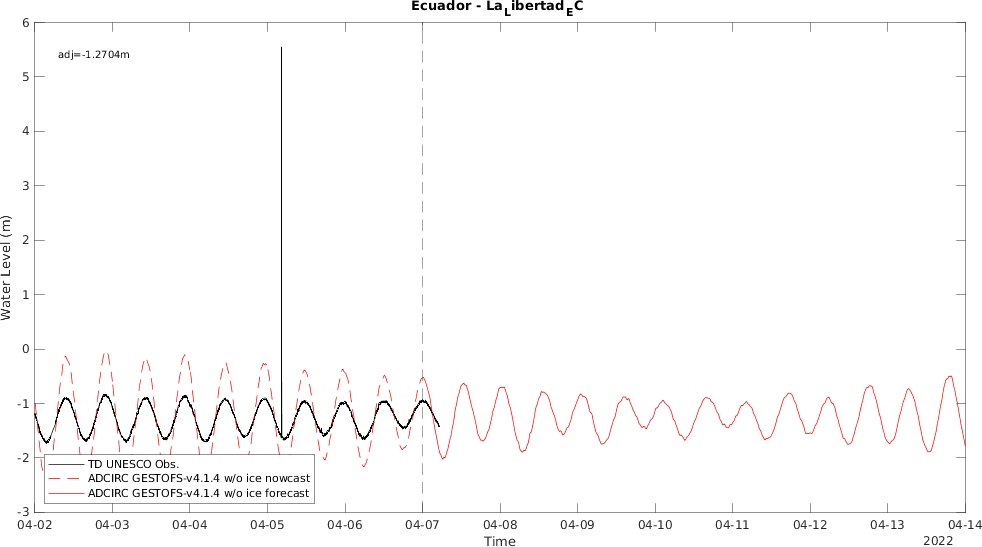 Ecuador - La_Libertad_EC
6
adj=-1.2704m
5
4
3
2
1
0
-1
-2
-3
Water Level (m)
TD UNESCO Obs.
ADCIRC GESTOFS-v4.1.4 w/o ice nowcast
ADCIRC GESTOFS-v4.1.4 w/o ice forecast
04-02 04-03 04-04 04-05 04-06 04-07 04-08 04-09 04-10 04-11 04-12 04-13 04-14
Time
2022